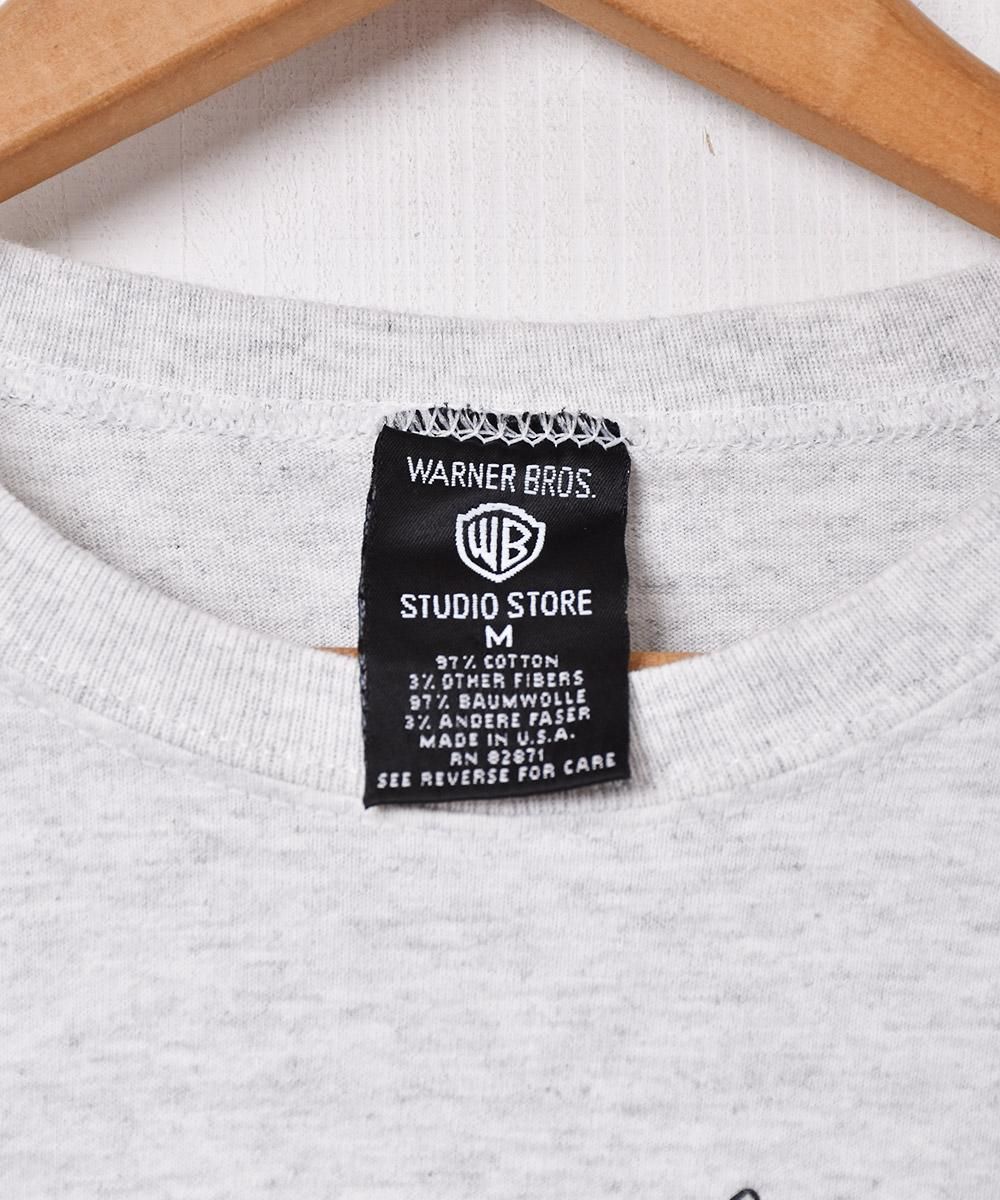 WARNER BROS.
WB
STUDIO STORE
M
97% COTTON
3% OTHER FIBERS
97% BAUMWOLLE
3% ANDERE FASER
MADE IN U.S.A.
RN 82871
SEE REVERSE FOR CARE